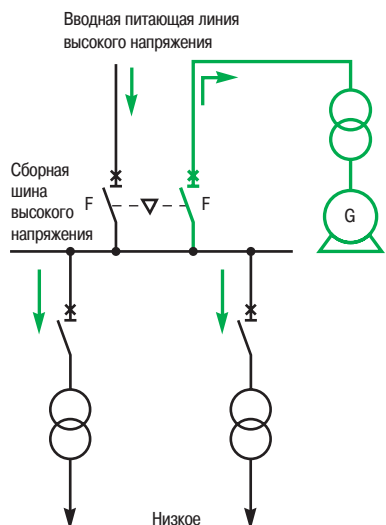 Вводная питающая линия
высокого напряжения
Сборная
шина
высокого
напряжения
F
F
G
Низкое